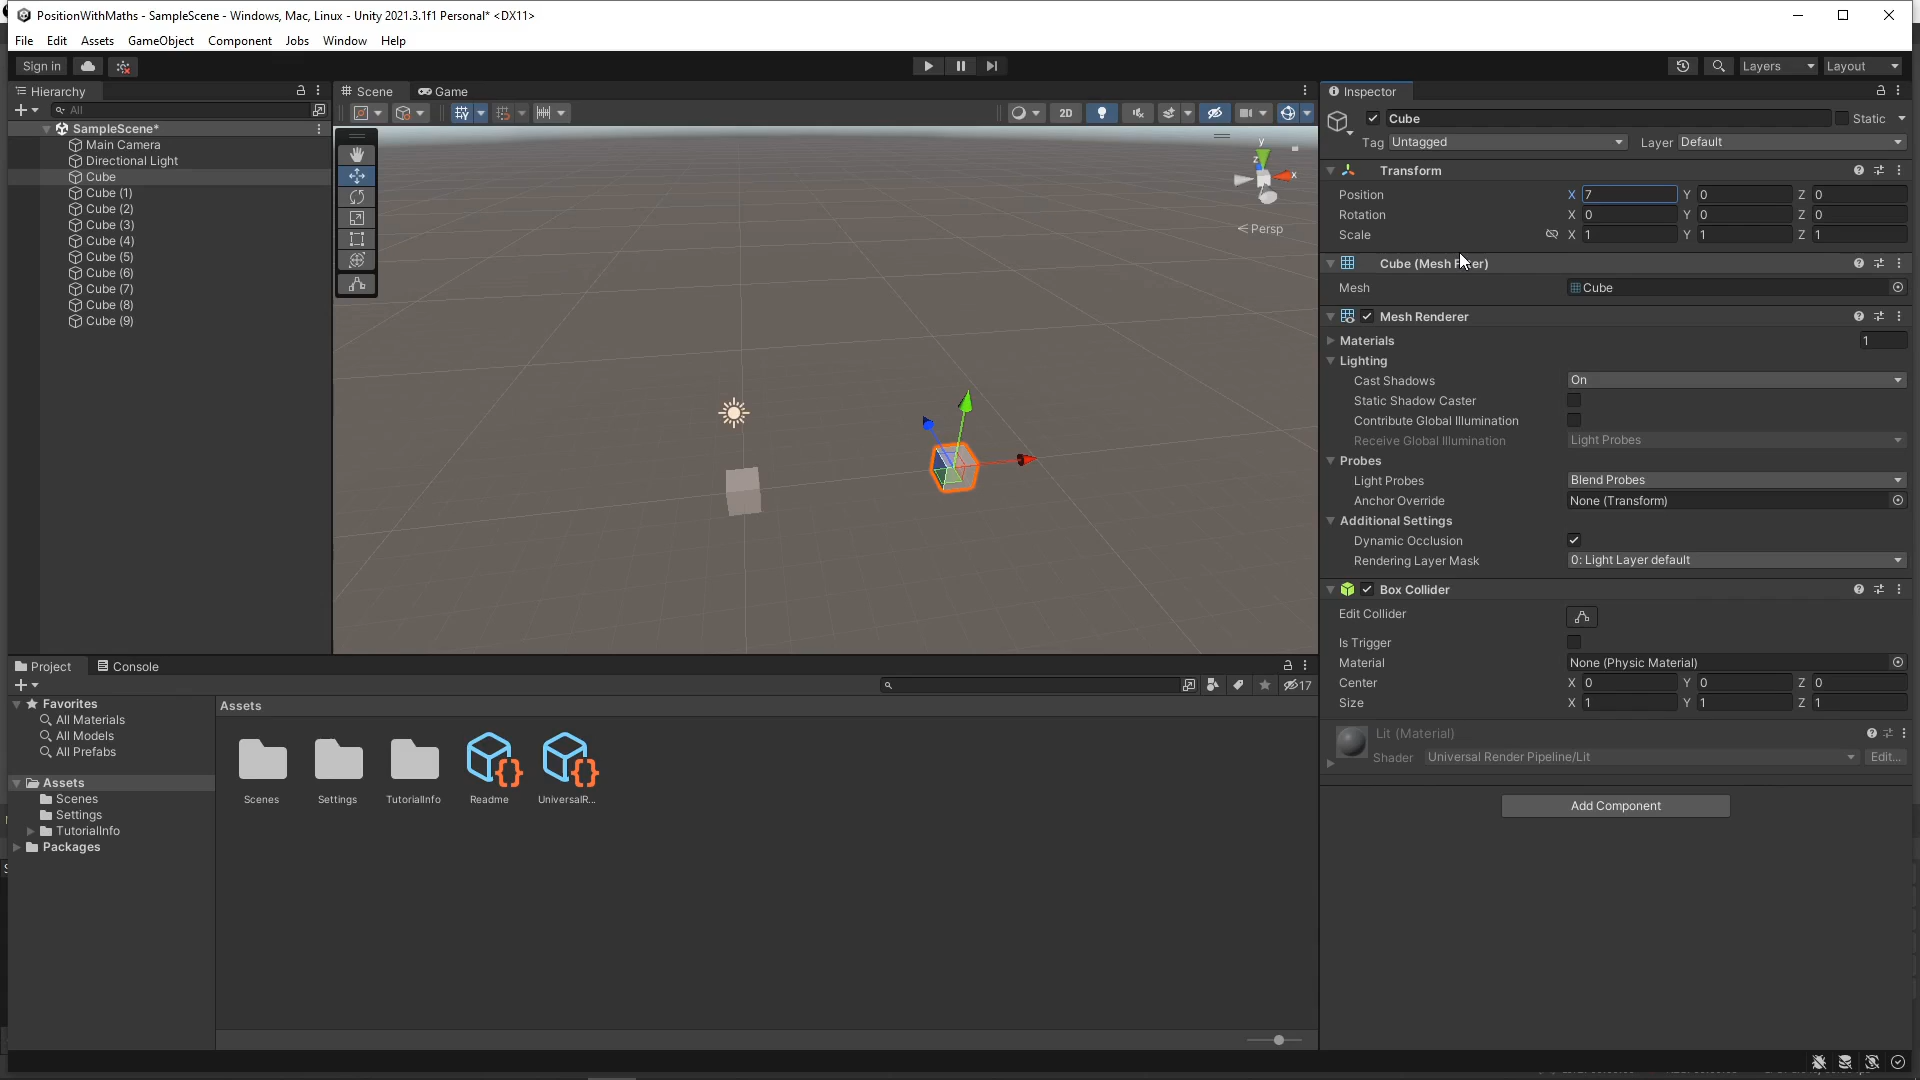 PositionWithMaths - SampleScene - Windows, Mac, Linux - Unity 2021.3.1f1 Personal* <DX11>
File Edit Assets GameObject Component Jobs Window Help
Sign in
Layers
Layout
Hierarchy
All
SampleScene*
Main Camera
Directional Light
Cube
Cube (1)
Cube (2)
Cube (3)
Cube (4)
Cube (5)
Cube (6)
Cube (7)
Cube (8)
Cube (9)
Scene
Game
2D
y
z
x
< Persp
Inspector
Cube
Static
Tag Untagged
Layer Default
Transform
Position X 7 Y 0 Z 0
Rotation X 0 Y 0 Z 0
Scale X 1 Y 1 Z 1
Cube (Mesh Filter)
Mesh Cube
Mesh Renderer
Materials 1
Lighting
Cast Shadows On
Static Shadow Caster
Contribute Global Illumination
Receive Global Illumination Light Probes
Probes
Light Probes Blend Probes
Anchor Override None (Transform)
Additional Settings
Dynamic Occlusion
Rendering Layer Mask 0: Light Layer default
Box Collider
Edit Collider
Is Trigger
Material None (Physic Material)
Center X 0 Y 0 Z 0
Size X 1 Y 1 Z 1
Lit (Material)
Shader Universal Render Pipeline/Lit Edit...
Add Component
Project
Console
17
Favorites
All Materials
All Models
All Prefabs
Assets
Scenes
Settings
TutorialInfo
Packages
Assets
Scenes
Settings
TutorialInfo
Readme
UniversalR...